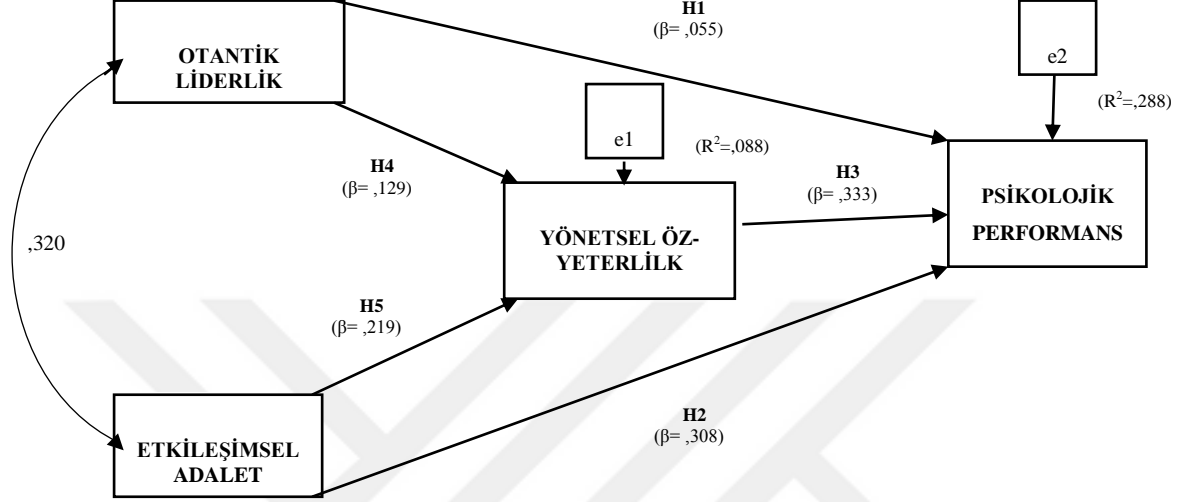 H1
(β= ,055)
e2
(R²=,288)
OTANTİK
LİDERLİK
e1
(R²=,088)
H4
(β= ,129)
H3
(β= ,333)
PSİKOLOJİK
PERFORMANS
YÖNETSEL ÖZ-
YETERLİLK
,320
H5
(β= ,219)
H2
(β= ,308)
ETKİLEŞİMSEL
ADALET